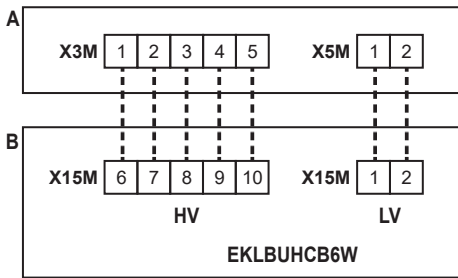 A
X3M 1 2 3 4 5 X5M 1 2
B
X15M 6 7 8 9 10 X15M 1 2
HV LV
EKLBUHCB6W